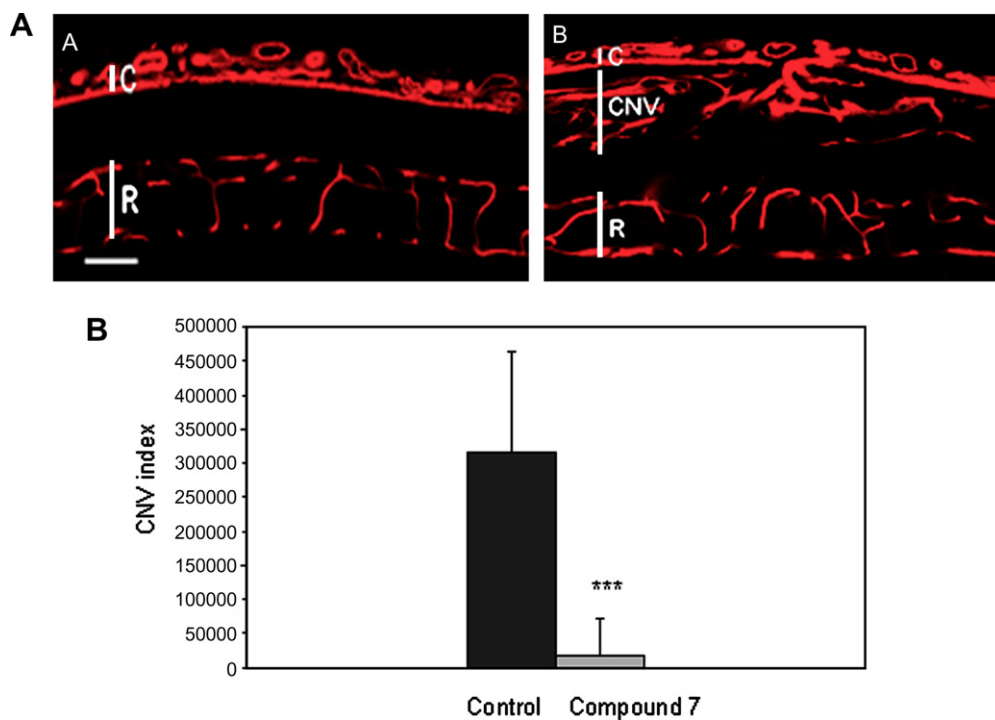 A
A
C
R
B
C
CNV
R
B
500000
450000
400000
350000
300000
250000
200000
150000
100000
50000
0
CNV index
***
Control
Compound 7